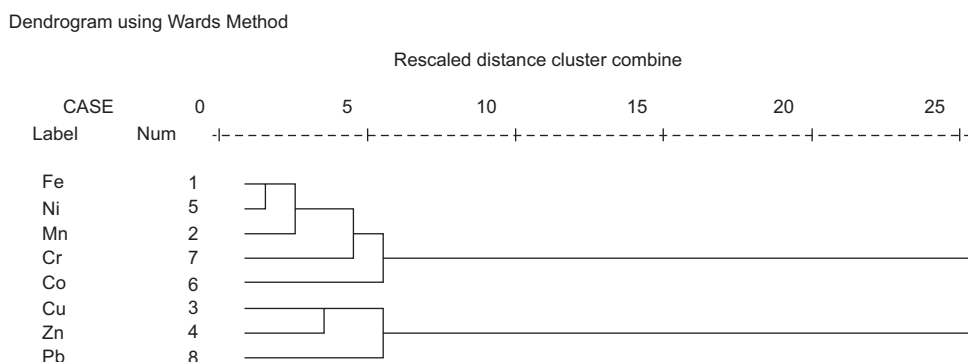 Dendrogram using Wards Method
Rescaled distance cluster combine
CASE 0 5 10 15 20 25
Label Num
Fe 1
Ni 5
Mn 2
Cr 7
Co 6
Cu 3
Zn 4
Pb 8